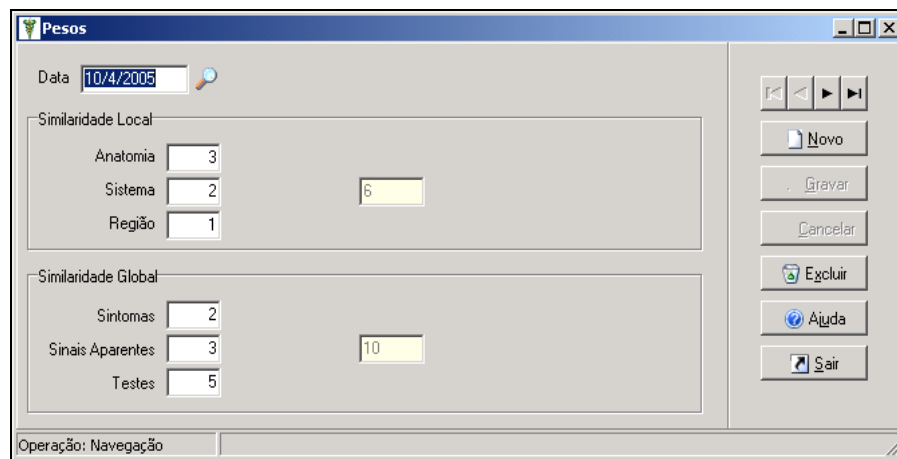 Pesos
Data 10/4/2005
Similaridade Local
Anatomia 3
Sistema 2 6
Região 1
Similaridade Global
Sintomas 2
Sinais Aparentes 3 10
Testes 5
Novo
. Gravar
Cancelar
Excluir
Ajuda
Sair
Operação: Navegação